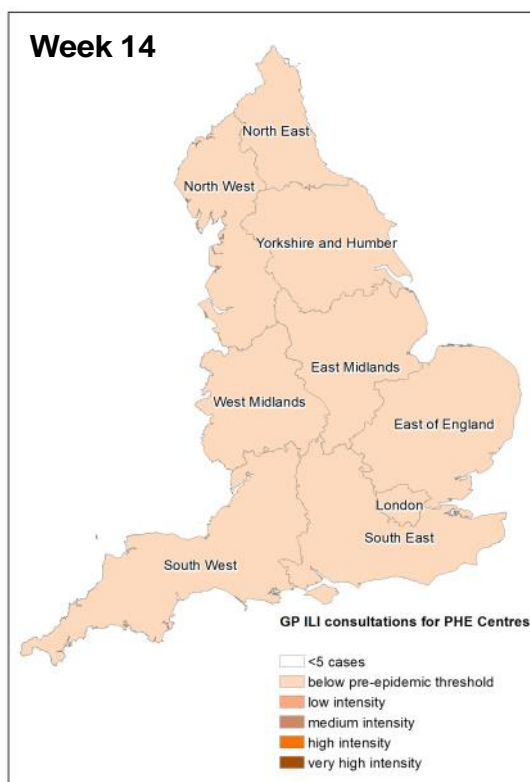 Week 14
North East
North West
Yorkshire and Humber
East Midlands
West Midlands
East of England
London
South East
South West
GP ILI consultations for PHE Centres
<5 cases
below pre-epidemic threshold
low intensity
medium intensity
high intensity
very high intensity